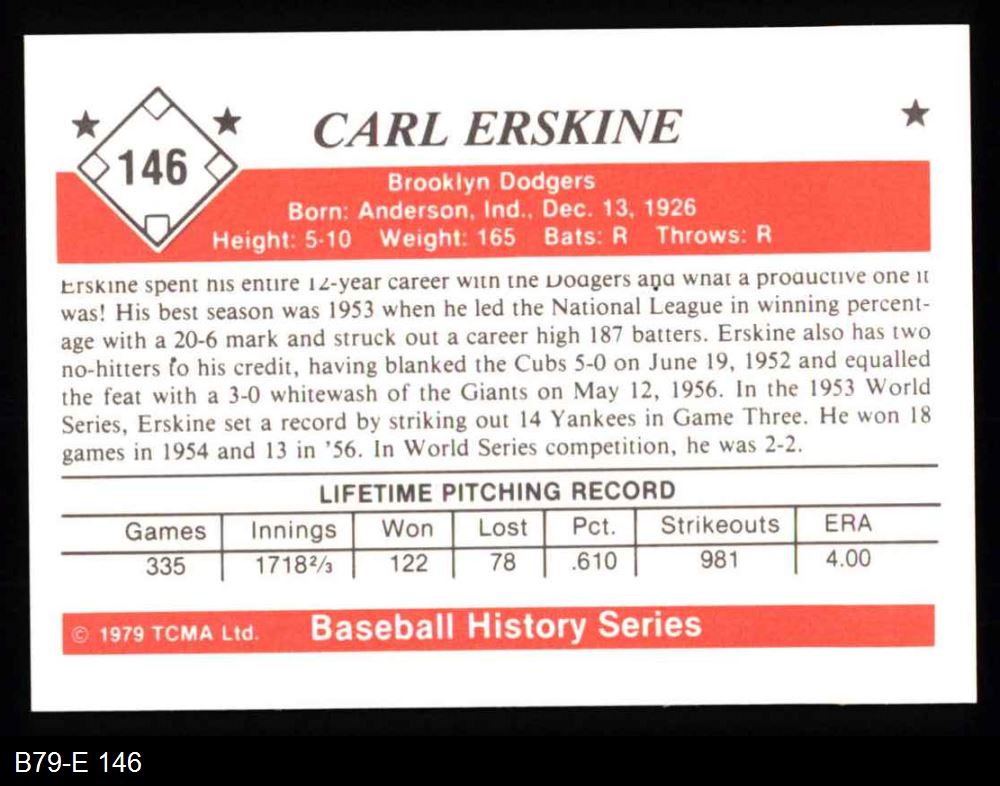 146
CARL ERSKINE
Brooklyn Dodgers
Born: Anderson, Ind., Dec. 13, 1926
Height: 5-10 Weight: 165 Bats: R Throws: R
Erskine spent his entire 12-year career with the Dodgers and what a productive one it
was! His best season was 1953 when he led the National League in winning percent-
age with a 20-6 mark and struck out a career high 187 batters. Erskine also has two
no-hitters to his credit, having blanked the Cubs 5-0 on June 19, 1952 and equalled
the feat with a 3-0 whitewash of the Giants on May 12, 1956. In the 1953 World
Series, Erskine set a record by striking out 14 Yankees in Game Three. He won 18
games in 1954 and 13 in '56. In World Series competition, he was 2-2.
LIFETIME PITCHING RECORD
Games Innings Won Lost Pct. Strikeouts ERA
335 1718⅔ 122 78 .610 981 4.00
© 1979 TCMA Ltd. Baseball History Series
B79-E 146